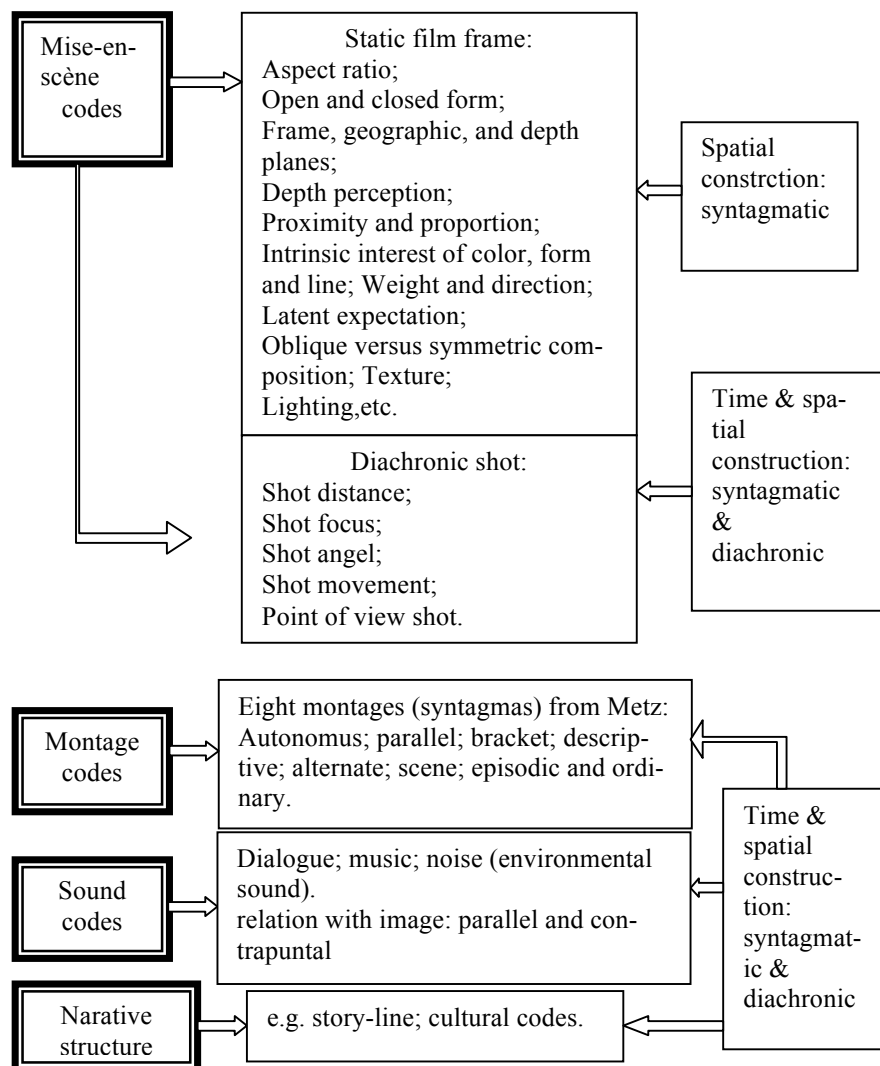 Mise-en-
scène
codes
Static film frame:
Aspect ratio;
Open and closed form;
Frame, geographic, and depth
planes;
Depth perception;
Proximity and proportion;
Intrinsic interest of color, form
and line; Weight and direction;
Latent expectation;
Oblique versus symmetric com-
position; Texture;
Lighting,etc.
Spatial
constrction:
syntagmatic
Diachronic shot:
Shot distance;
Shot focus;
Shot angel;
Shot movement;
Point of view shot.
Time & spa-
tial
construction:
syntagmatic
&
diachronic
Montage
codes
Eight montages (syntagmas) from Metz:
Autonomus; parallel; bracket; descrip-
tive; alternate; scene; episodic and ordi-
nary.
Sound
codes
Dialogue; music; noise (environmental
sound).
relation with image: parallel and con-
trapuntal
Time &
spatial
construc-
tion:
syntagmat-
ic &
diachronic
Narative
structure
e.g. story-line; cultural codes.